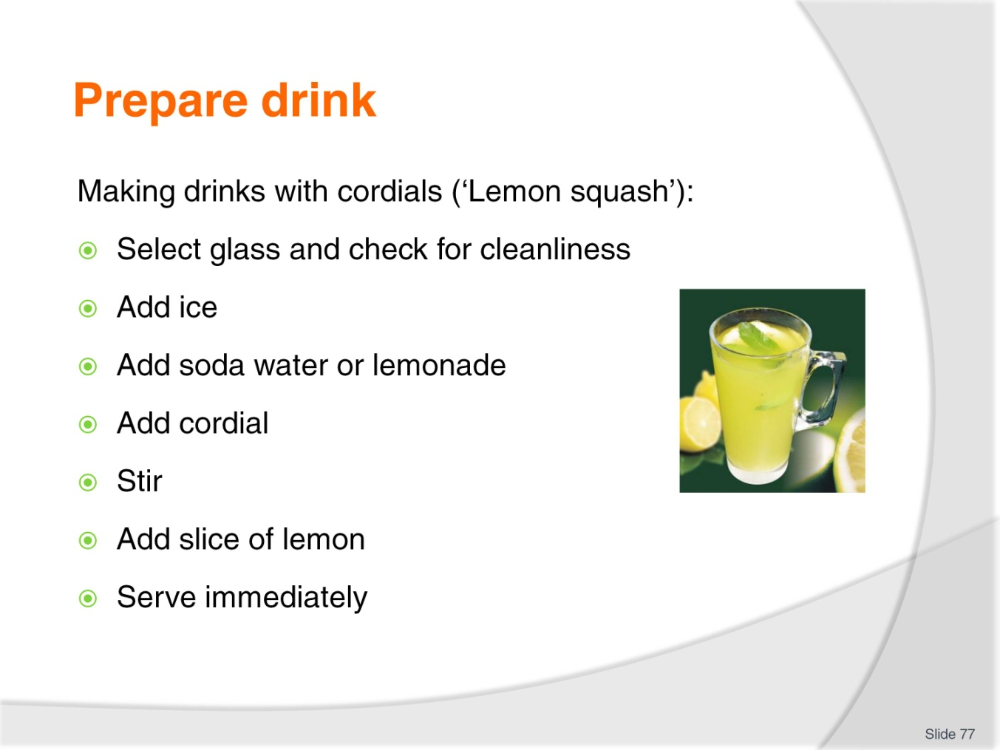 Prepare drink
Making drinks with cordials (‘Lemon squash’):
Select glass and check for cleanliness
Add ice
Add soda water or lemonade
Add cordial
Stir
Add slice of lemon
Serve immediately
Slide 77